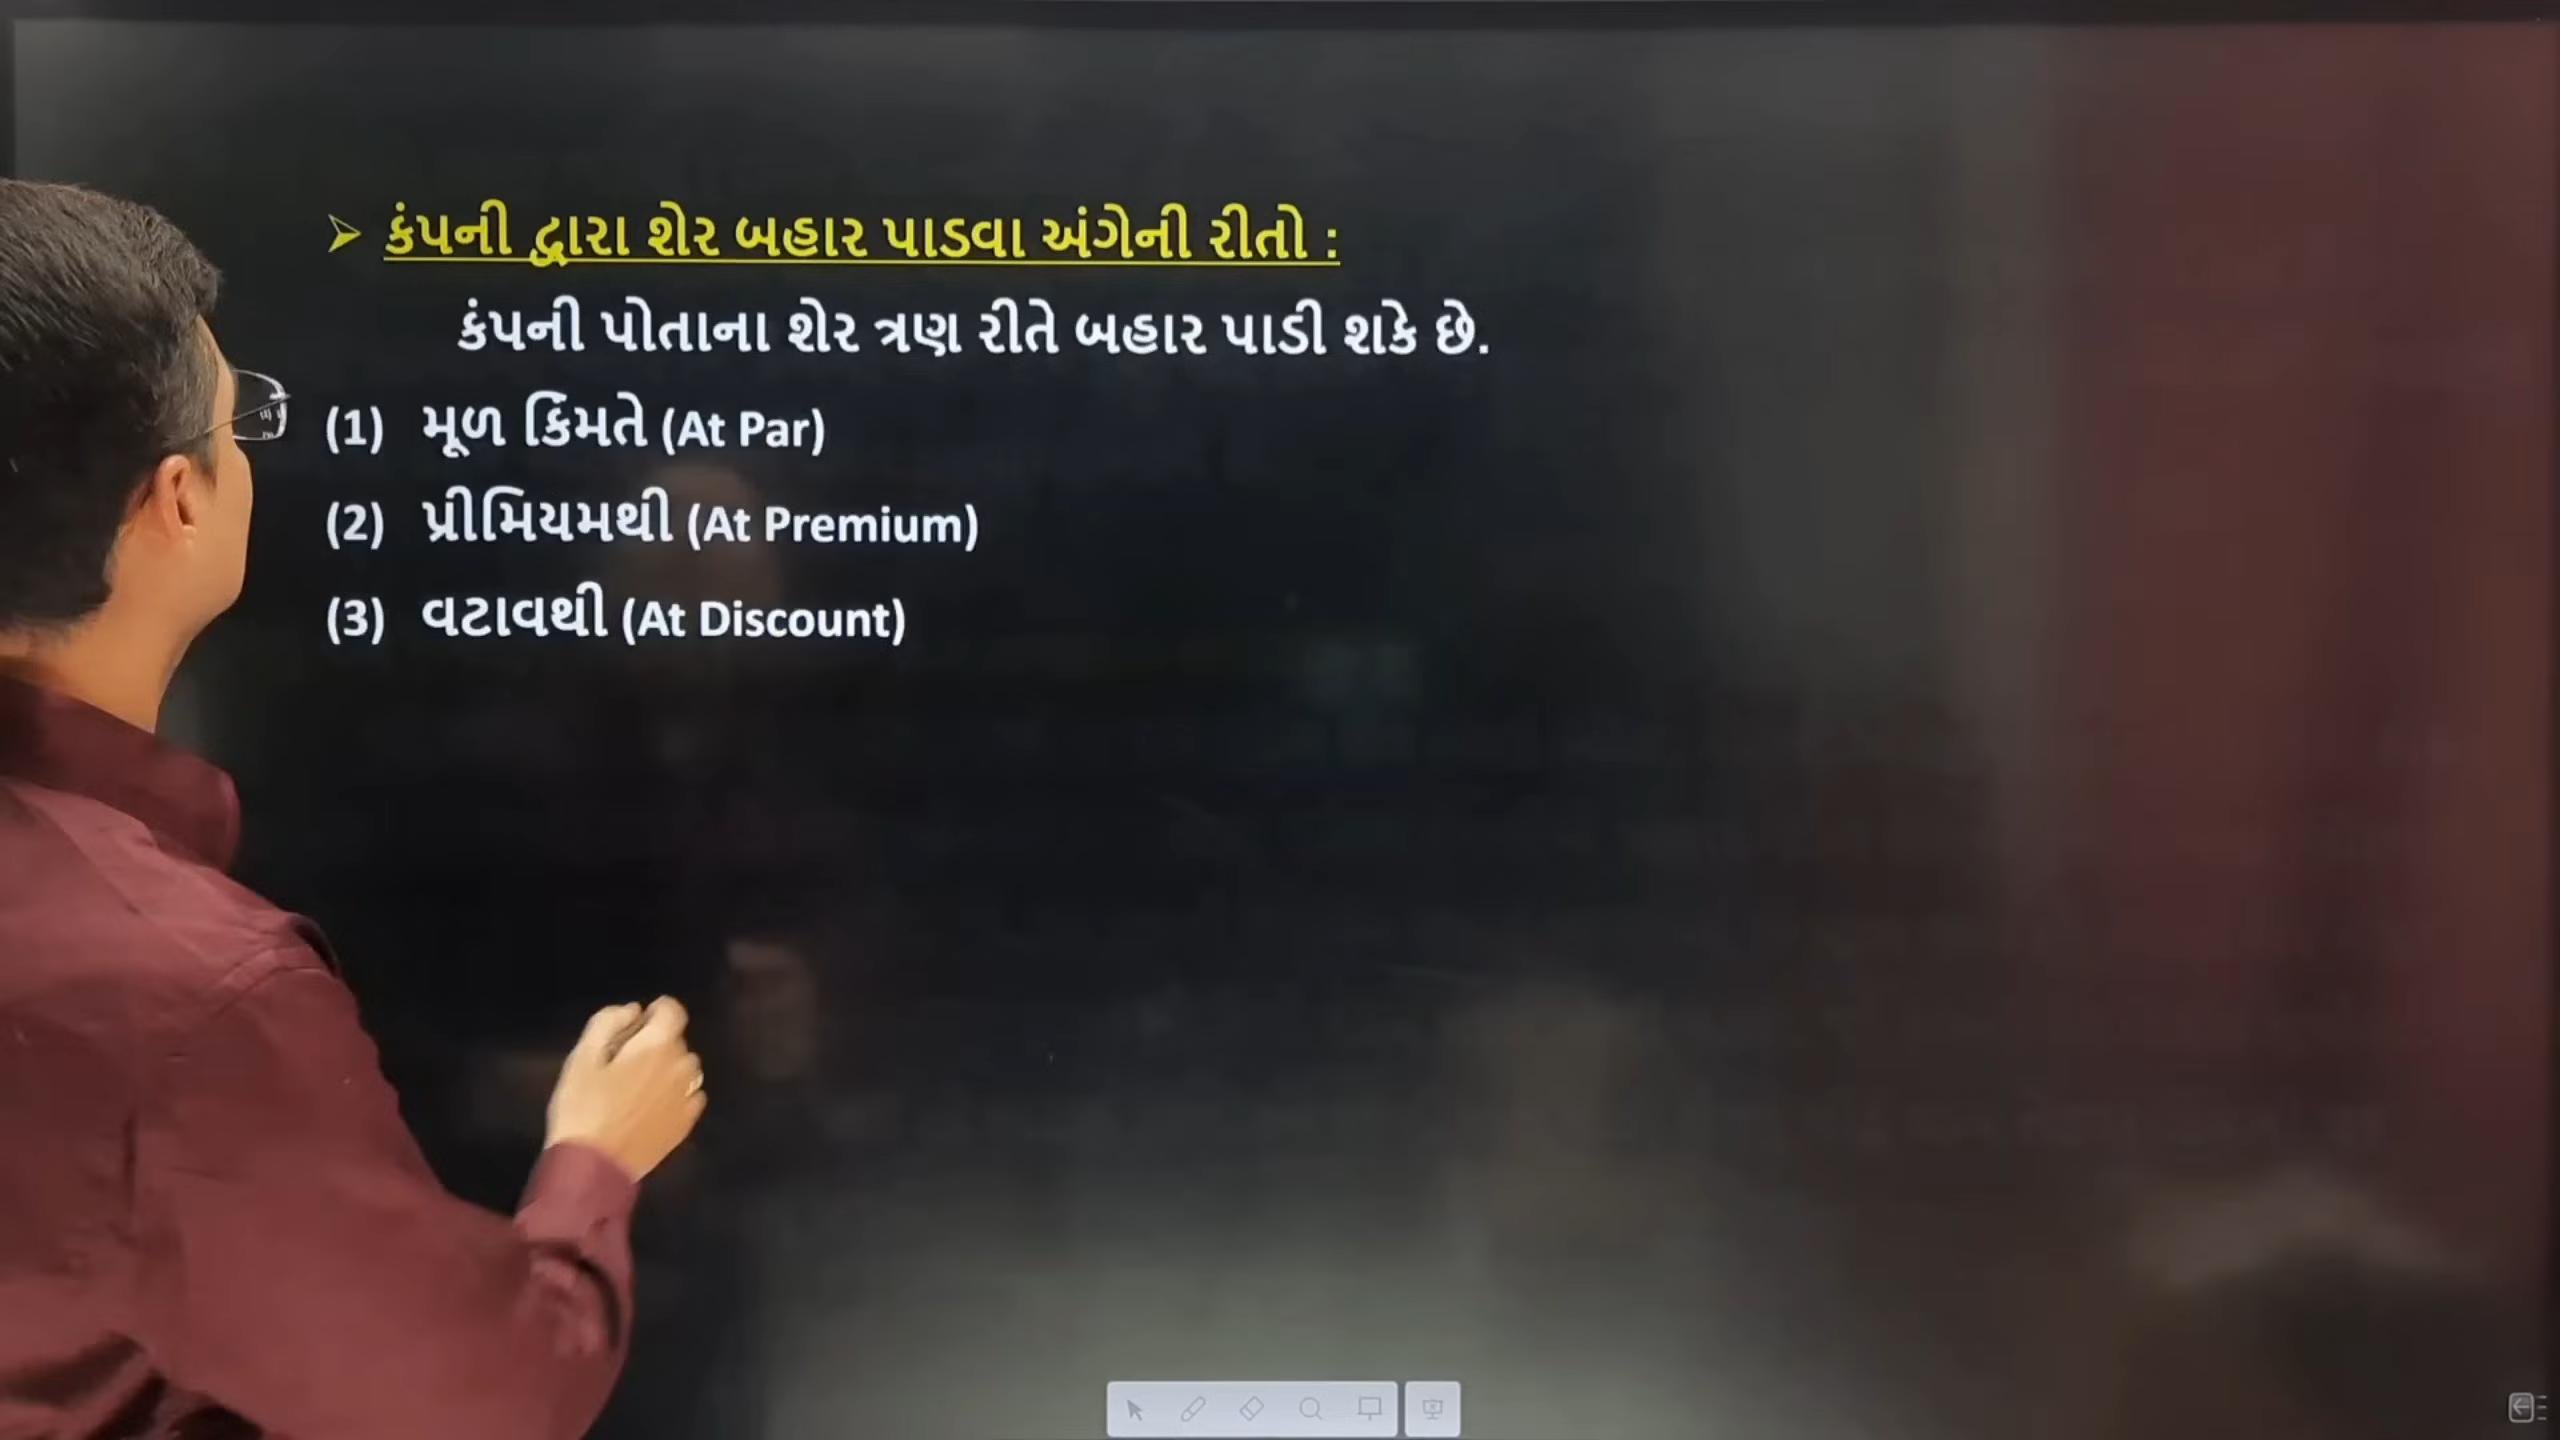 ➢ કંપની દ્વારા શેર બહાર પાડવા અંગેની રીતો :
કંપની પોતાના શેર ત્રણ રીતે બહાર પાડી શકે છે.
(1) મૂળ કિંમતે (At Par)
(2) પ્રીમિયમથી (At Premium)
(3) વટાવથી (At Discount)